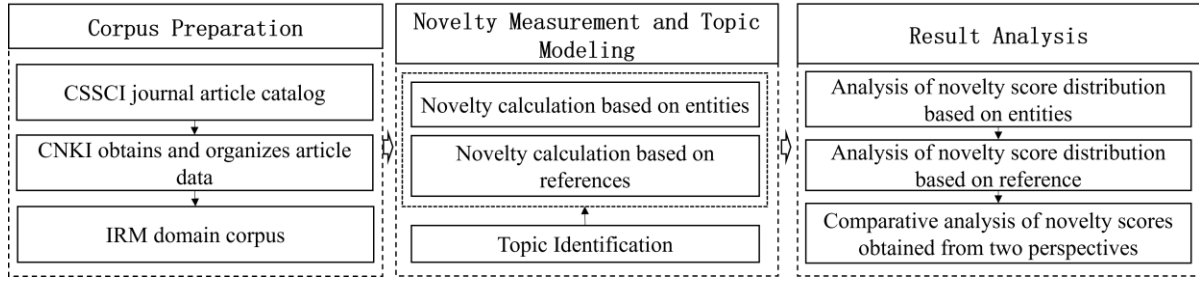 Corpus Preparation
CSSCI journal article catalog
CNKI obtains and organizes article
data
IRM domain corpus
Novelty Measurement and Topic
Modeling
Novelty calculation based on entities
Novelty calculation based on
references
Topic Identification
Result Analysis
Analysis of novelty score distribution
based on entities
Analysis of novelty score distribution
based on reference
Comparative analysis of novelty scores
obtained from two perspectives